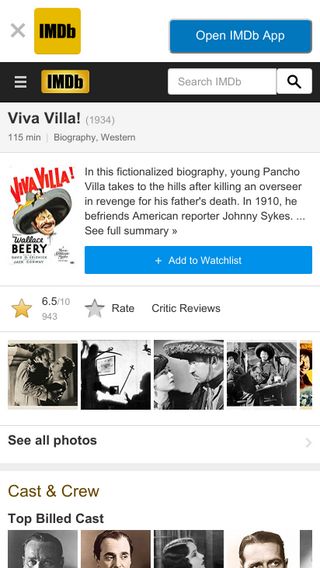 IMDb
Open IMDb App
IMDb
Search IMDb
Viva Villa! (1934)
115 min | Biography, Western
VIVA VILLA!
Wallace
BEERY
In this fictionalized biography, young Pancho
Villa takes to the hills after killing an overseer
in revenge for his father's death. In 1910, he
befriends American reporter Johnny Sykes. ...
See full summary »
+ Add to Watchlist
6.5/10
943
Rate
Critic Reviews
See all photos
Cast & Crew
Top Billed Cast